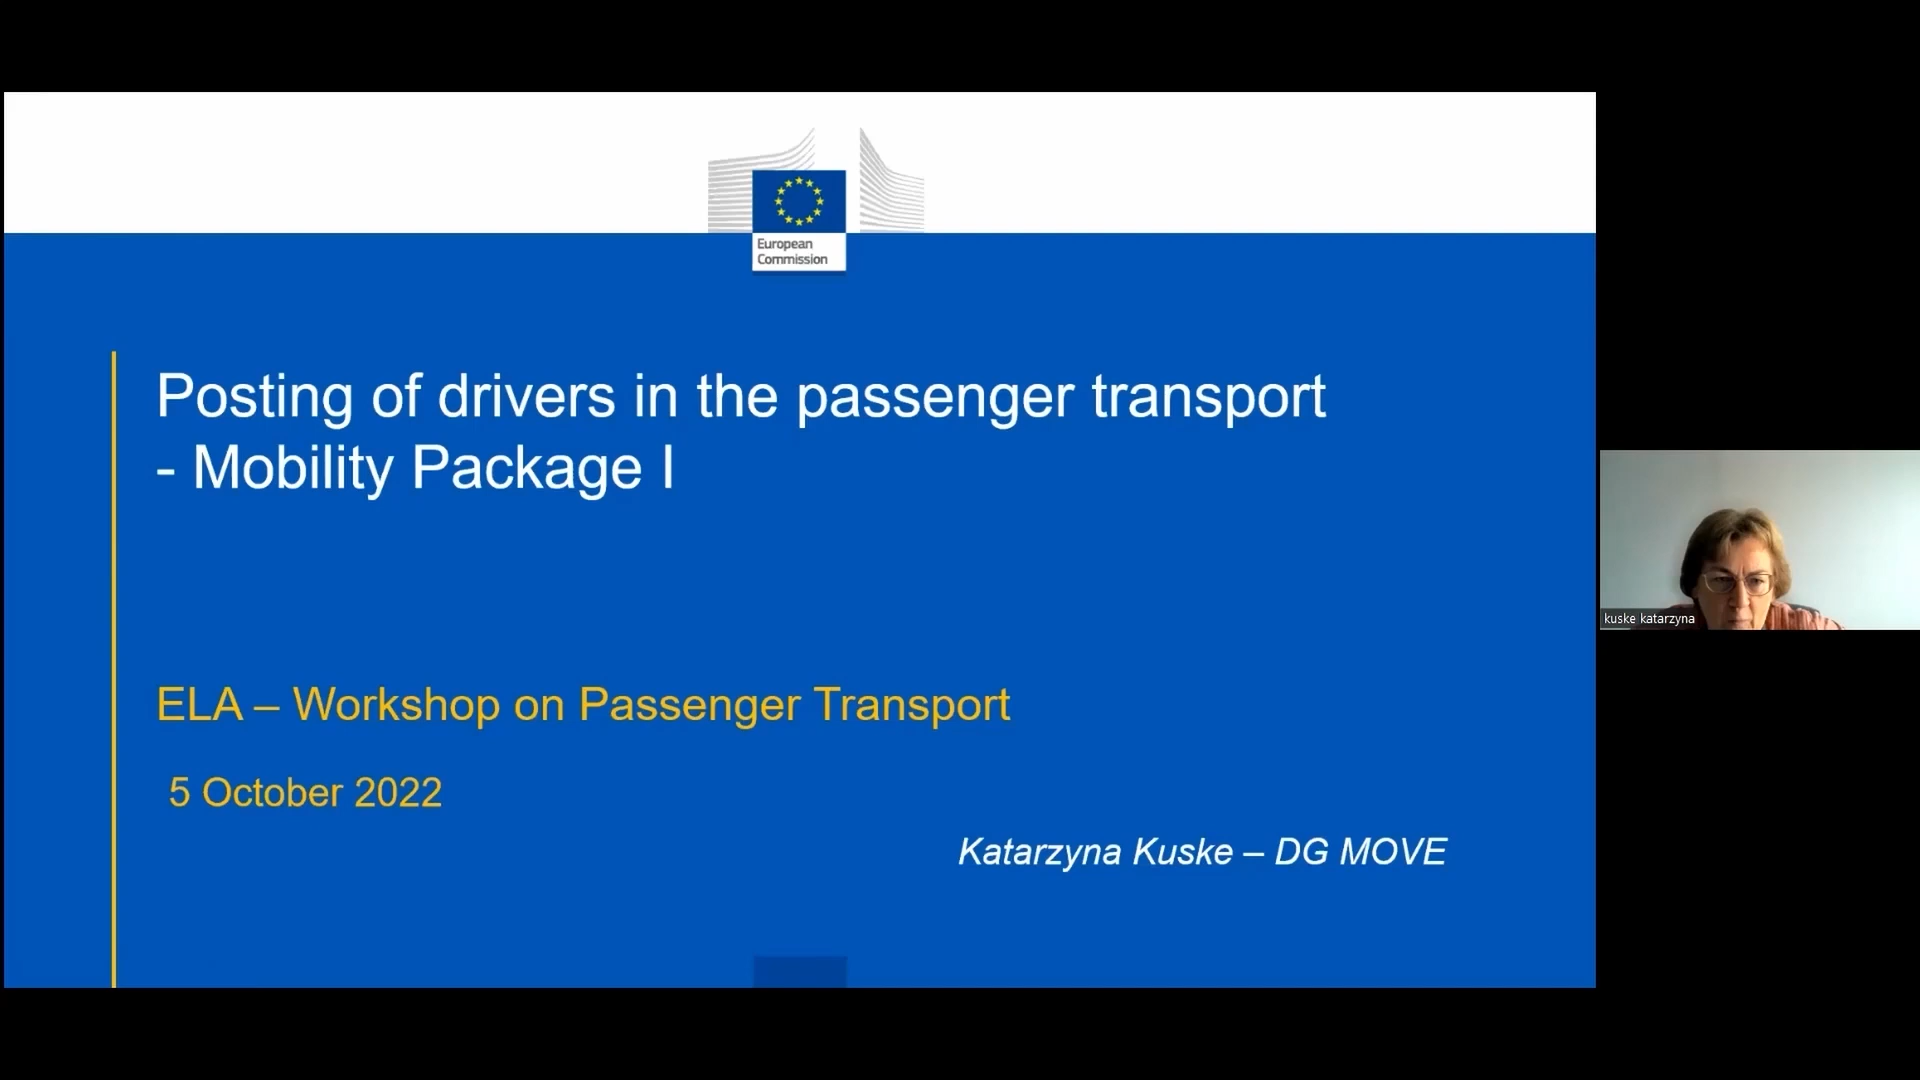 European
Commission
Posting of drivers in the passenger transport
- Mobility Package I
ELA – Workshop on Passenger Transport
5 October 2022
Katarzyna Kuske – DG MOVE
kuske katarzyna